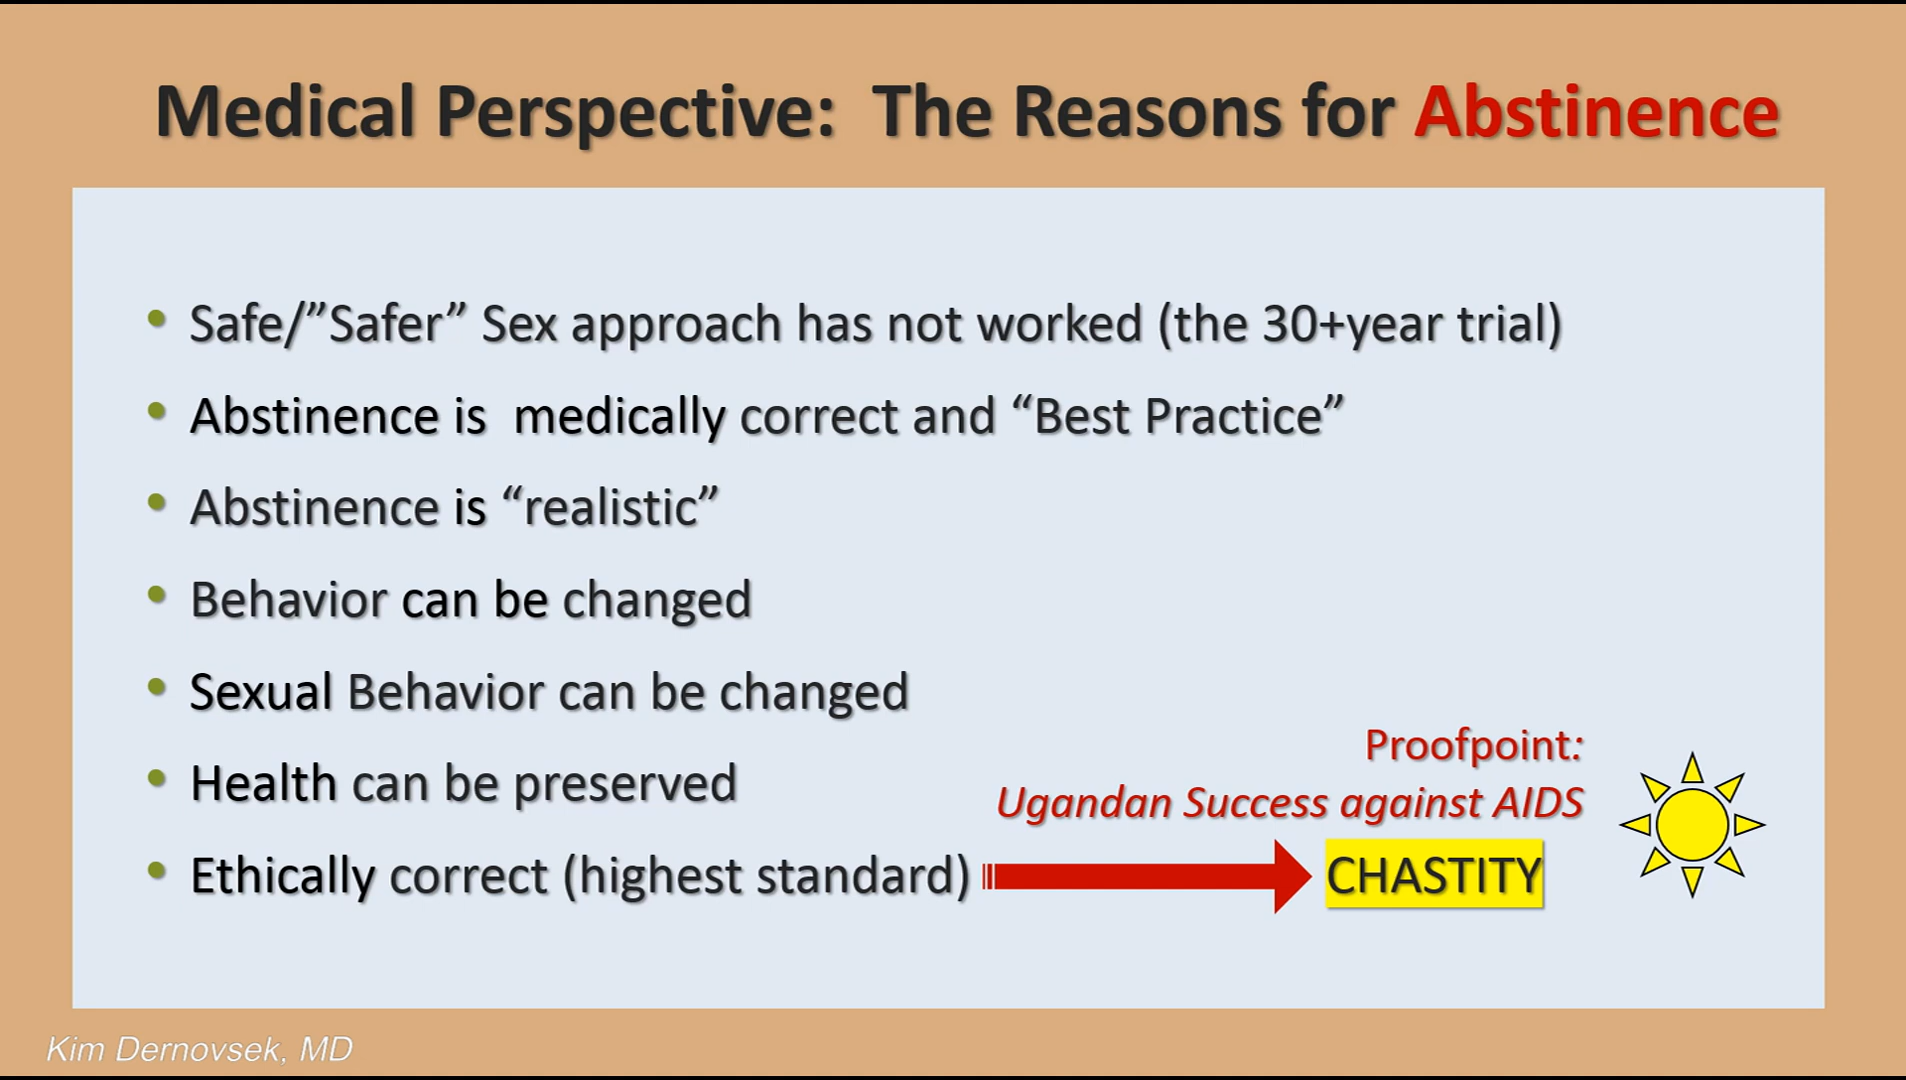 Medical Perspective:  The Reasons for Abstinence
• Safe/”Safer” Sex approach has not worked (the 30+year trial)
• Abstinence is  medically correct and “Best Practice”
• Abstinence is “realistic”
• Behavior can be changed
• Sexual Behavior can be changed
• Health can be preserved
Proofpoint:
Ugandan Success against AIDS
• Ethically correct (highest standard)
CHASTITY
Kim Dernovsek, MD